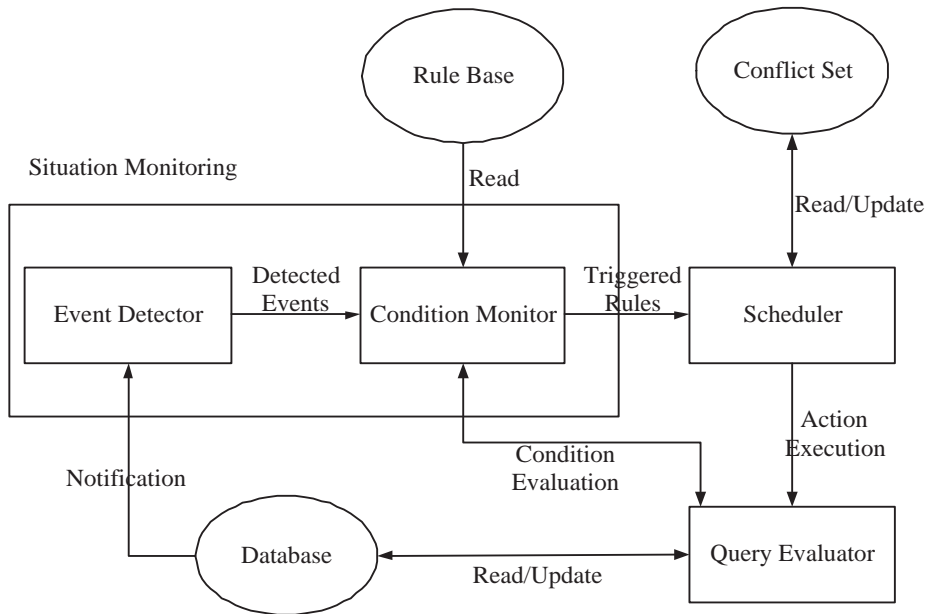 Rule Base
Conflict Set
Situation Monitoring
Read
Read/Update
Detected
Events
Triggered
Rules
Event Detector
Condition Monitor
Scheduler
Action
Execution
Condition
Evaluation
Notification
Database
Read/Update
Query Evaluator